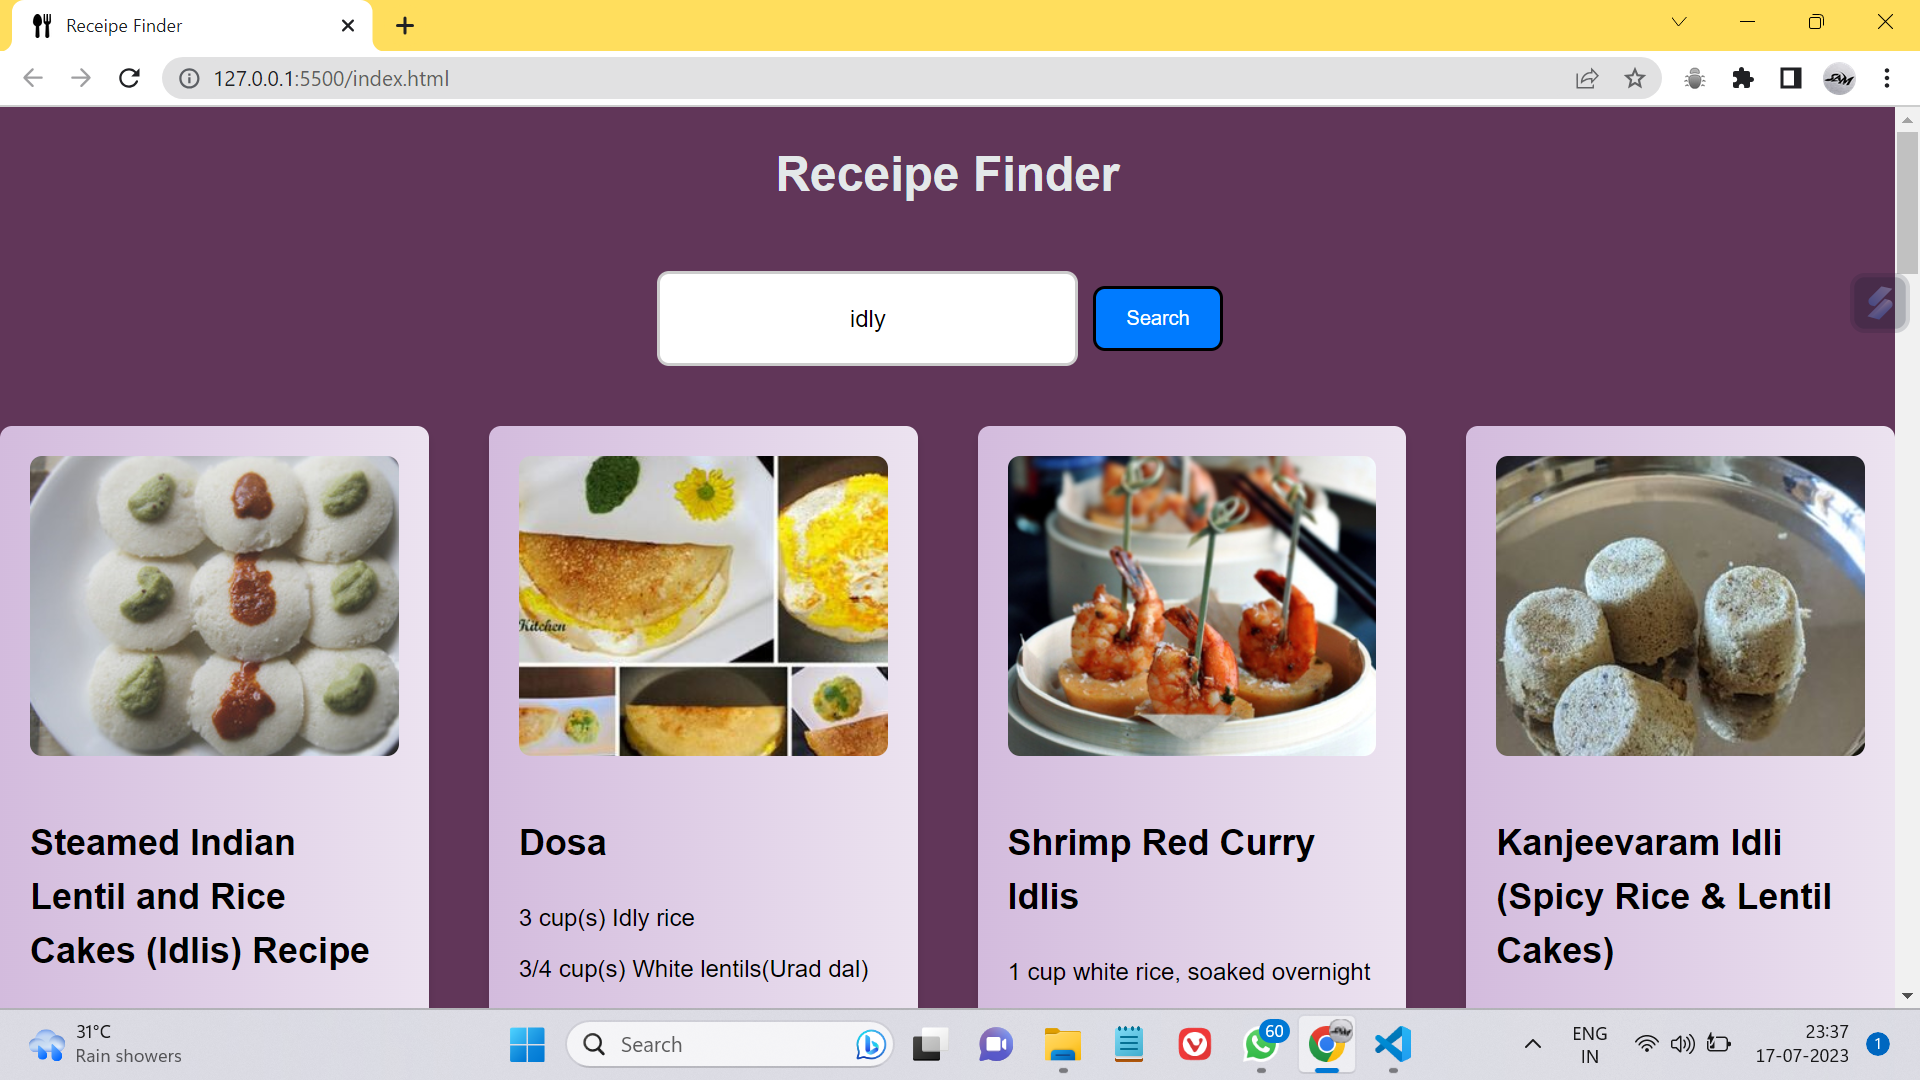 Receipe Finder
127.0.0.1:5500/index.html
Receipe Finder
idly
Search
Kitchen
Steamed Indian
Lentil and Rice
Cakes (Idlis) Recipe
Dosa
3 cup(s) Idly rice
3/4 cup(s) White lentils(Urad dal)
Shrimp Red Curry
Idlis
1 cup white rice, soaked overnight
Kanjeevaram Idli
(Spicy Rice & Lentil
Cakes)
31°C
Rain showers
Search
60
ENG
IN
23:37
17-07-2023
1